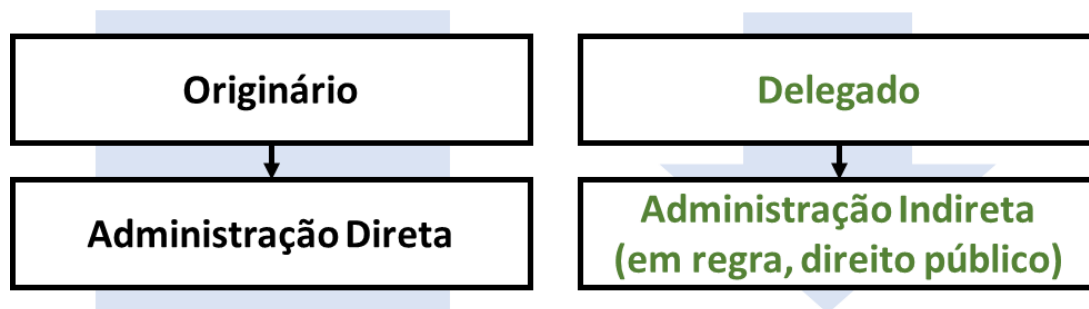 Originário
Delegado
Administração Direta
Administração Indireta
(em regra, direito público)